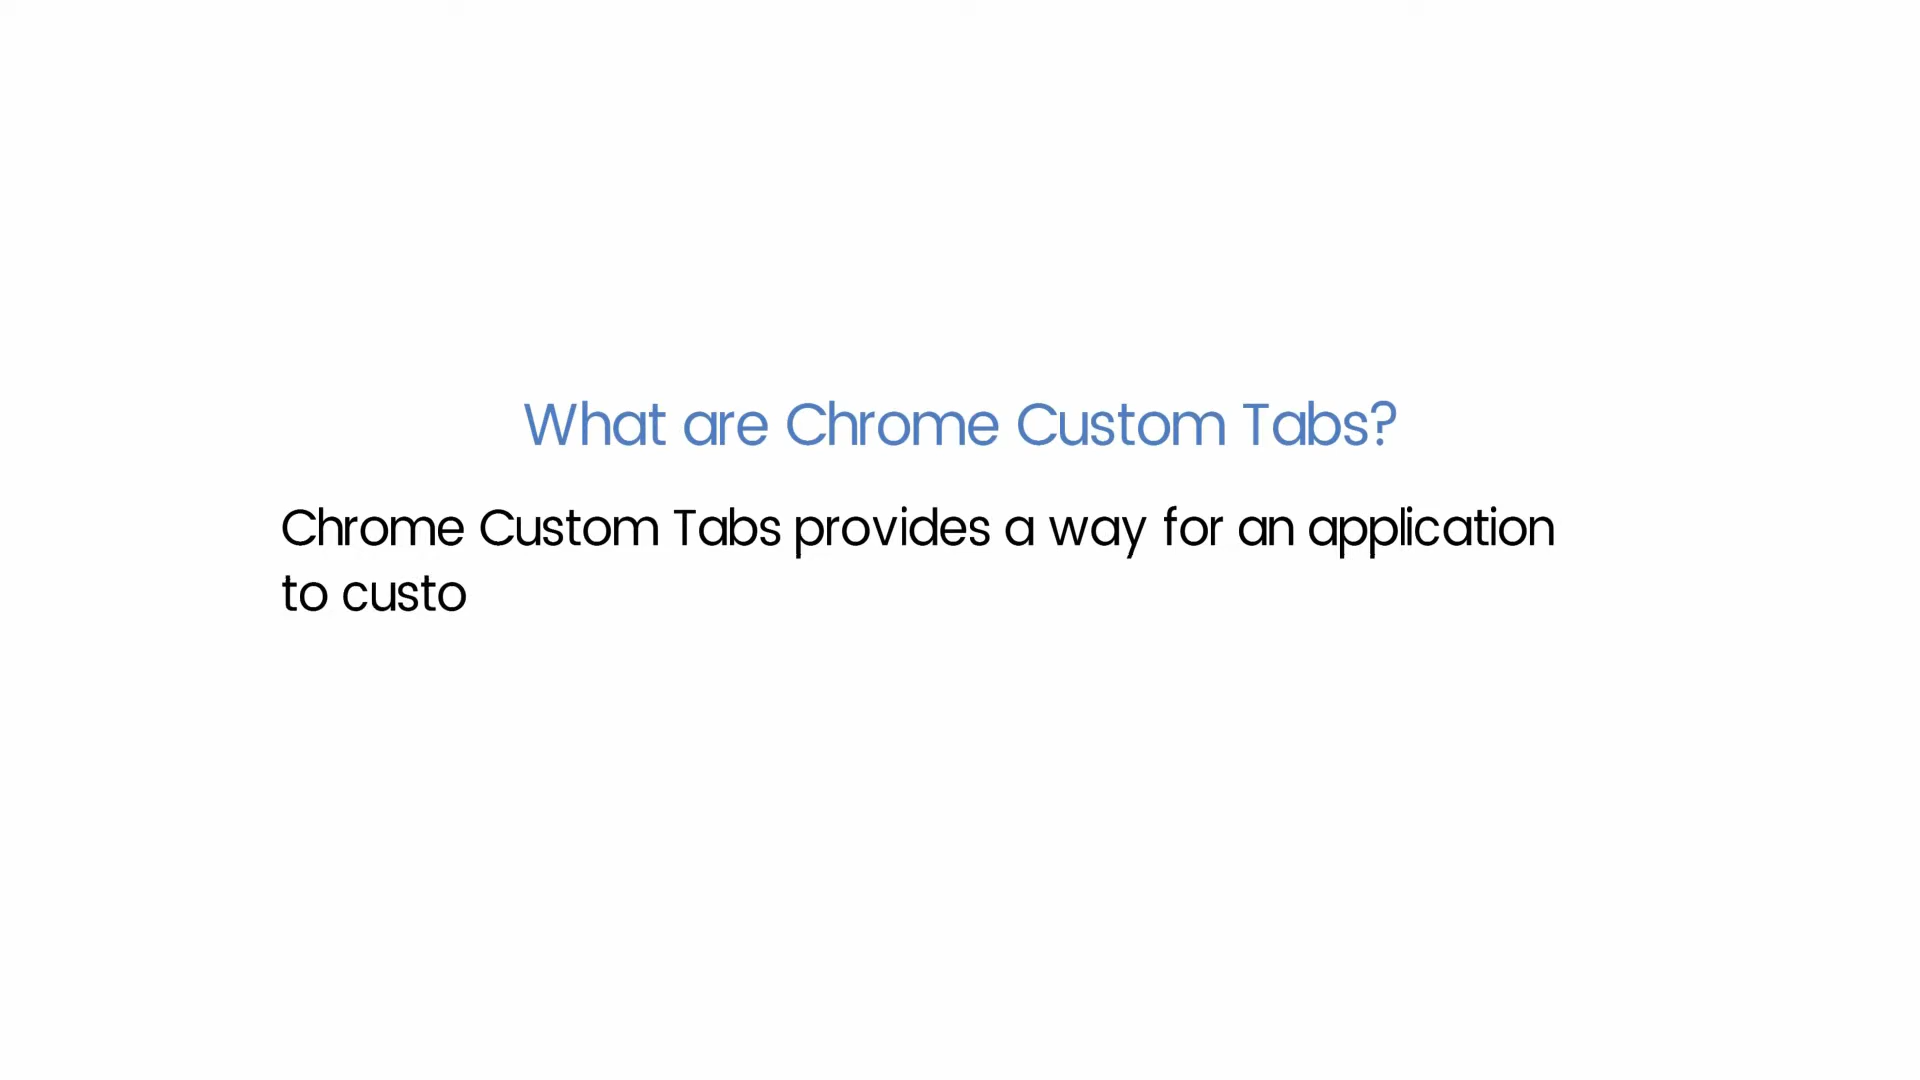 What are Chrome Custom Tabs?
Chrome Custom Tabs provides a way for an application
to custo